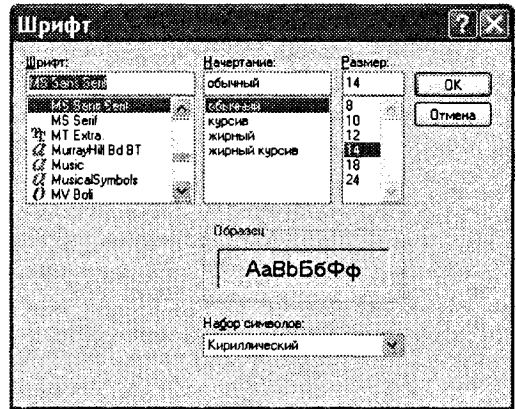 Шрифт
Шрифт: Начертание: Размер:
MS Sans Serif обычный 14 OK
MS Sans Serif обычный 8
MS Serif курсив 10 Отмена
MT Extra жирный 12
MurrayHill Bd BT жирный курсив 14
Music 18
MusicalSymbols 24
MV Boli
Образец
АаBbБбФф
Набор символов:
Кириллический